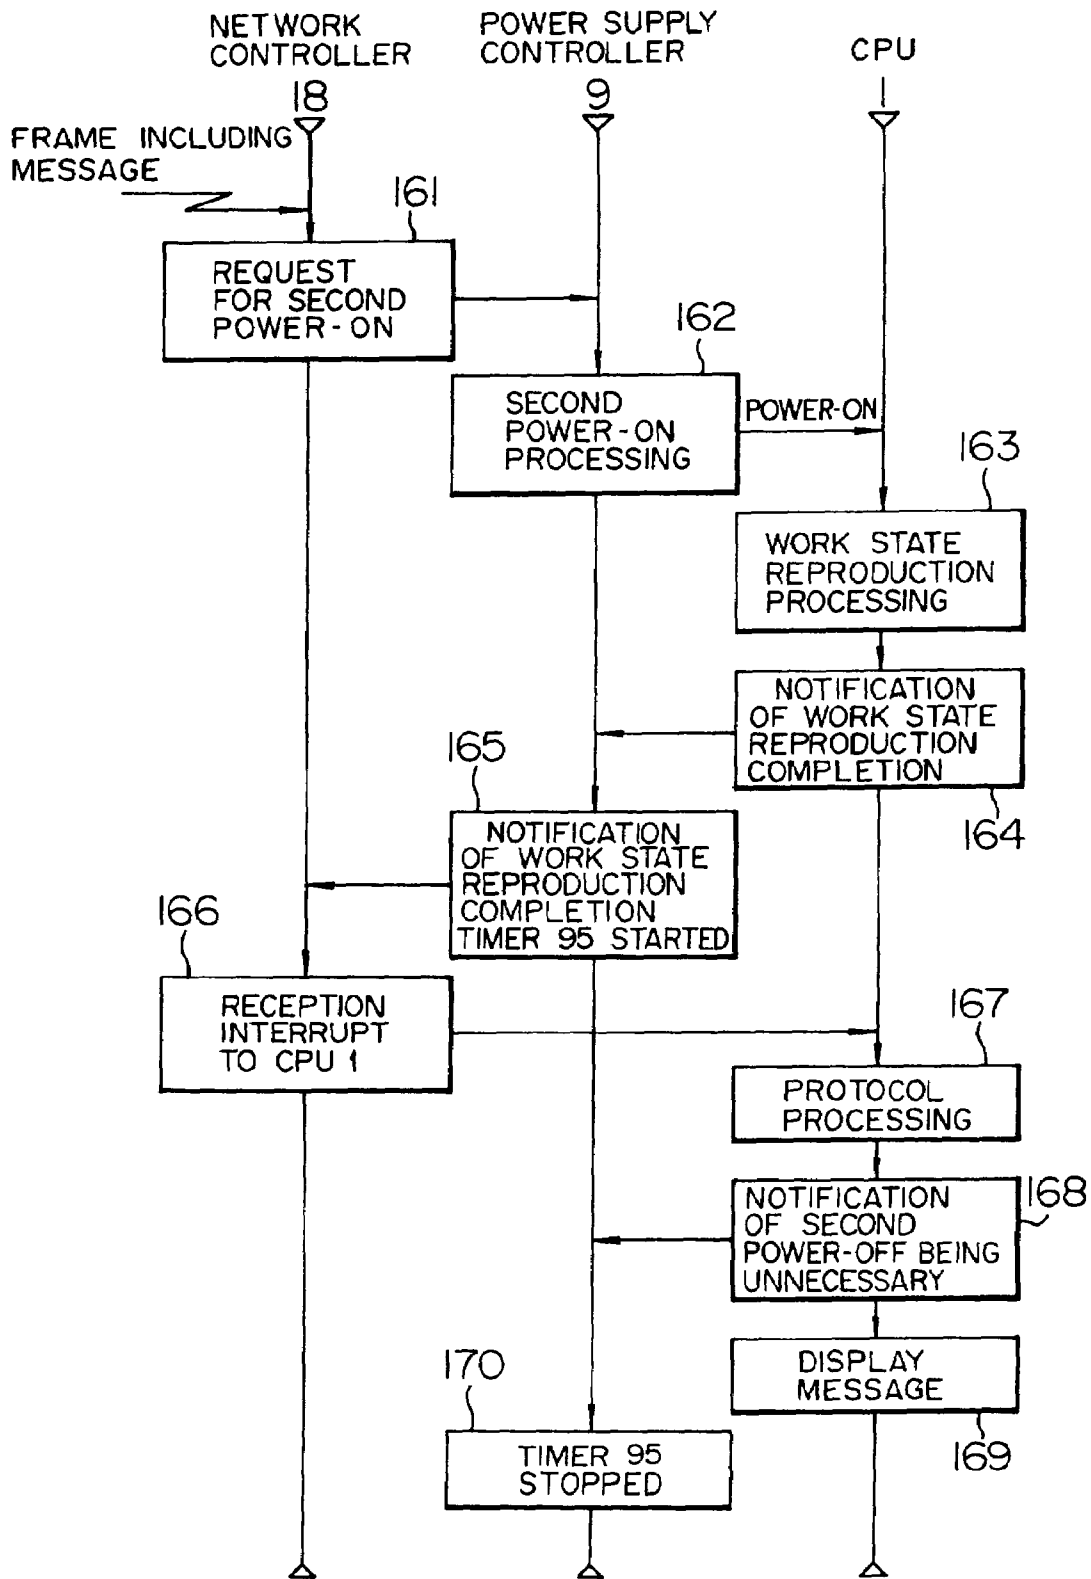 NETWORK
CONTROLLER
18
POWER SUPPLY
CONTROLLER
9
CPU
1
FRAME INCLUDING
MESSAGE
161
REQUEST
FOR SECOND
POWER-ON
162
SECOND
POWER-ON
PROCESSING
POWER-ON
163
WORK STATE
REPRODUCTION
PROCESSING
NOTIFICATION
OF WORK STATE
REPRODUCTION
COMPLETION
164
165
NOTIFICATION
OF WORK STATE
REPRODUCTION
COMPLETION
TIMER 95 STARTED
166
RECEPTION
INTERRUPT
TO CPU 1
167
PROTOCOL
PROCESSING
168
NOTIFICATION
OF SECOND
POWER-OFF BEING
UNNECESSARY
DISPLAY
MESSAGE
169
170
TIMER 95
STOPPED